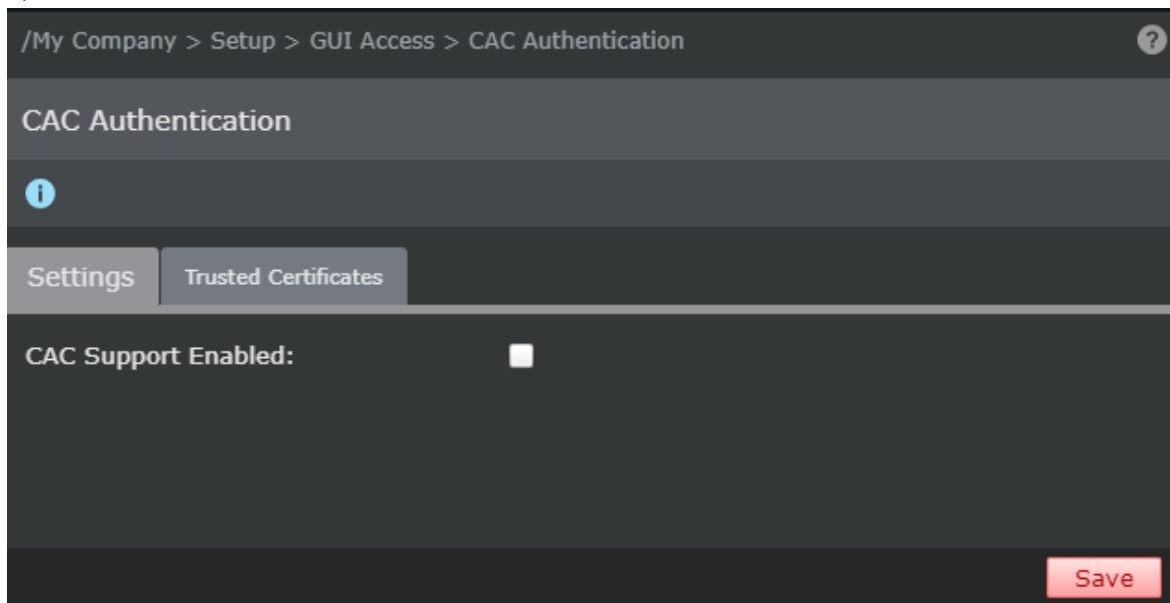 /My Company > Setup > GUI Access > CAC Authentication ?
CAC Authentication
i
Settings Trusted Certificates
CAC Support Enabled:
Save